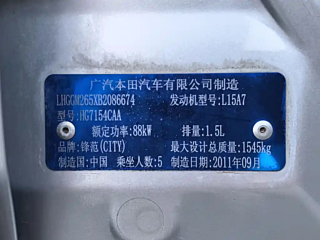 广汽本田汽车有限公司制造
LHGGM265XB2086674 发动机型号:L15A7
型号:HG7154CAA
额定功率:88kW 排量:1.5L
品牌:锋范(CITY) 最大设计总质量:1545kg
制造国:中国 乘坐人数:5 制造日期:2011年09月